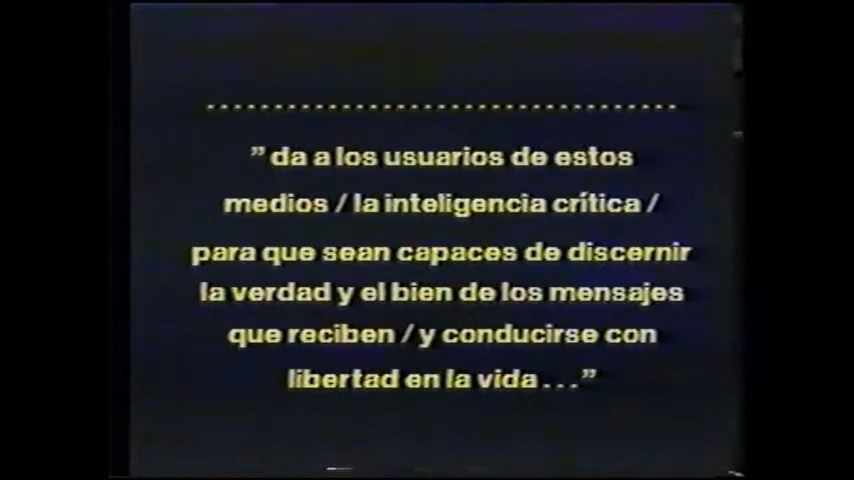 .................................
"da a los usuarios de estos
medios / la inteligencia crítica /
para que sean capaces de discernir
la verdad y el bien de los mensajes
que reciben / y conducirse con
libertad en la vida..."